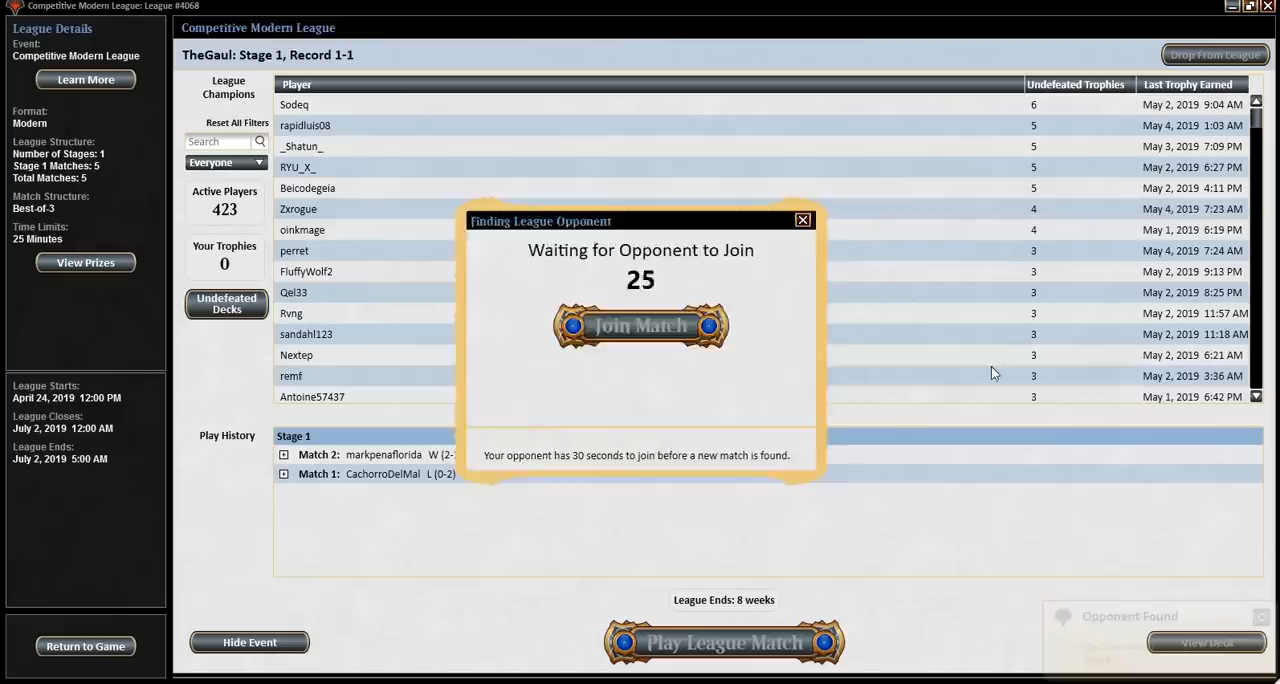 Competitive Modern League: League #4068
League Details
Event:
Competitive Modern League
Learn More
Format:
Modern
League Structure:
Number of Stages: 1
Stage 1 Matches: 5
Total Matches: 5
Match Structure:
Best-of-3
Time Limits:
25 Minutes
View Prizes
League Starts:
April 24, 2019 12:00 PM
League Closes:
July 2, 2019 12:00 AM
League Ends:
July 2, 2019 5:00 AM
Return to Game
Competitive Modern League
TheGaul: Stage 1, Record 1-1
Drop From League
League
Champions
Reset All Filters
Search
Everyone
Active Players
423
Your Trophies
0
Undefeated
Decks
Player Undefeated Trophies Last Trophy Earned
Sodeq 6 May 2, 2019 9:04 AM
rapidluis08 5 May 4, 2019 1:03 AM
_Shatun_ 5 May 3, 2019 7:09 PM
RYU_X_ 5 May 2, 2019 6:27 PM
Beicodegeia 5 May 2, 2019 4:11 PM
Zxrogue 4 May 4, 2019 7:23 AM
oinkmage 4 May 1, 2019 6:19 PM
perret 3 May 4, 2019 7:24 AM
FluffyWolf2 3 May 2, 2019 9:13 PM
Qel33 3 May 2, 2019 8:25 PM
Rvng 3 May 2, 2019 11:57 AM
sandahl123 3 May 2, 2019 11:18 AM
Nextep 3 May 2, 2019 6:21 AM
remf 3 May 2, 2019 3:36 AM
Antoine57437 3 May 1, 2019 6:42 PM
Finding League Opponent
Waiting for Opponent to Join
25
Join Match
Your opponent has 30 seconds to join before a new match is found.
Play History
Stage 1
Match 2: markpenaflorida W (2-
Match 1: CachorroDelMal L (0-2)
League Ends: 8 weeks
Hide Event
Play League Match
Opponent Found
View Deck